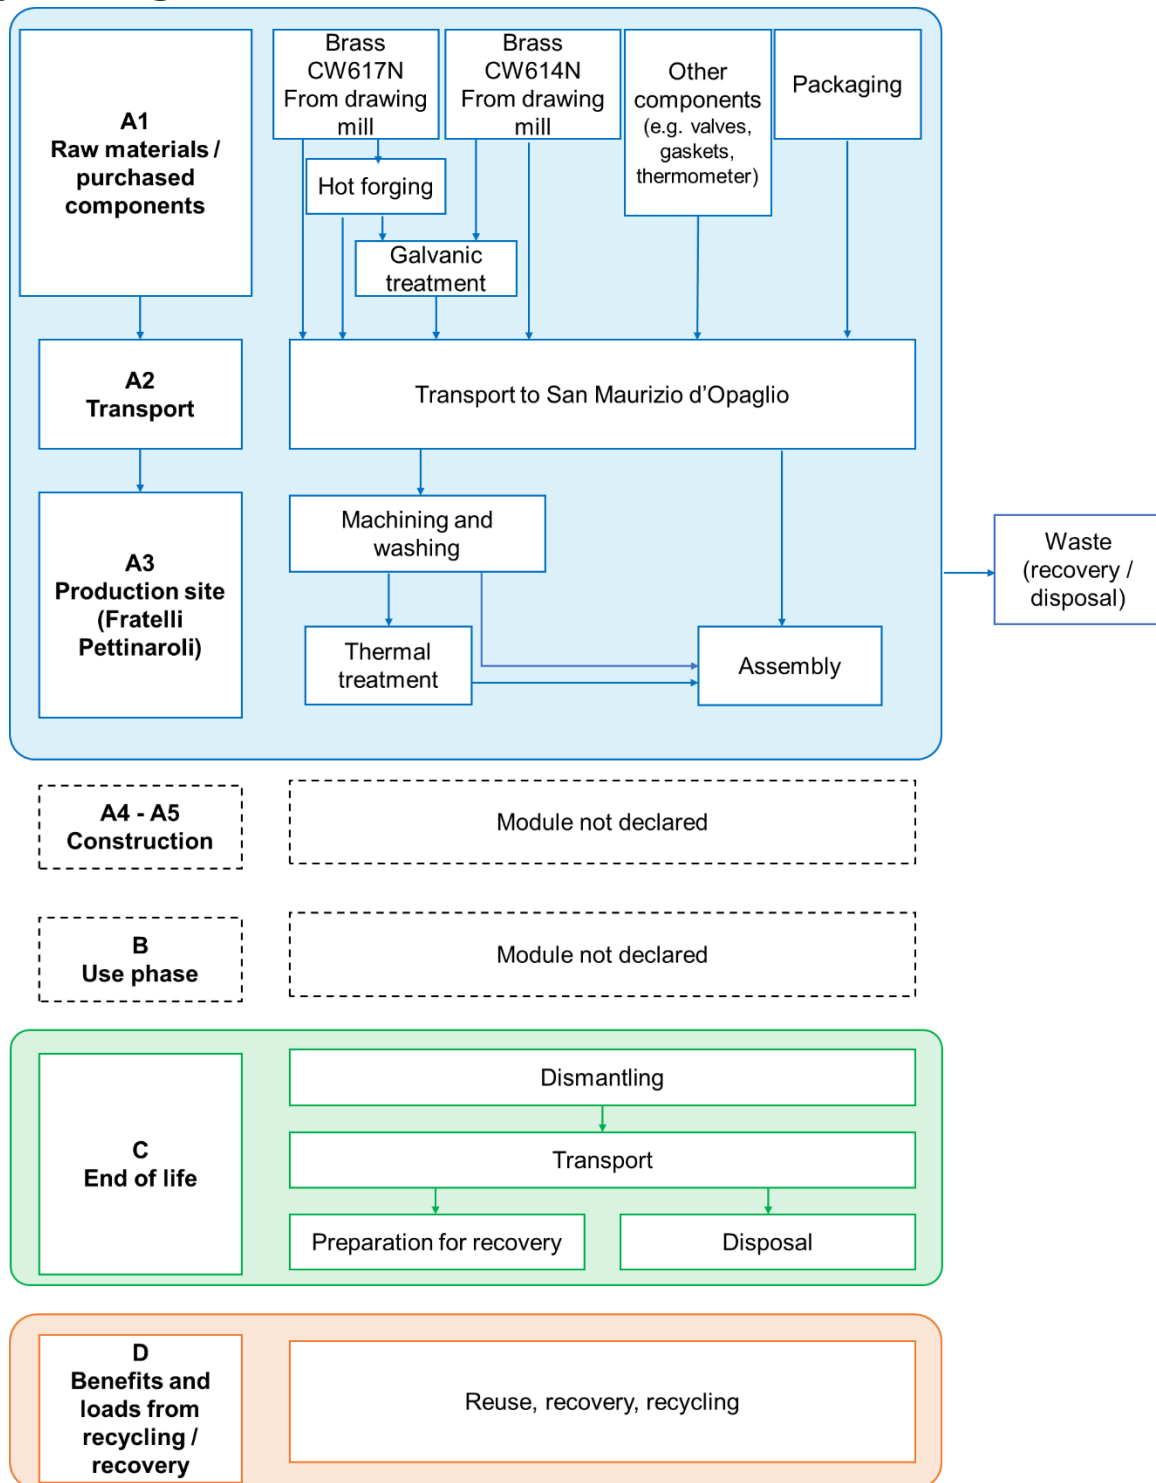 A1
Raw materials /
purchased
components
Brass
CW617N
From drawing
mill
Brass
CW614N
From drawing
mill
Other
components
(e.g. valves,
gaskets,
thermometer)
Packaging
Hot forging
Galvanic
treatment
A2
Transport
Transport to San Maurizio d'Opaglio
A3
Production site
(Fratelli
Pettinaroli)
Machining and
washing
Thermal
treatment
Assembly
Waste
(recovery /
disposal)
A4 - A5
Construction
Module not declared
B
Use phase
Module not declared
C
End of life
Dismantling
Transport
Preparation for recovery
Disposal
D
Benefits and
loads from
recycling /
recovery
Reuse, recovery, recycling